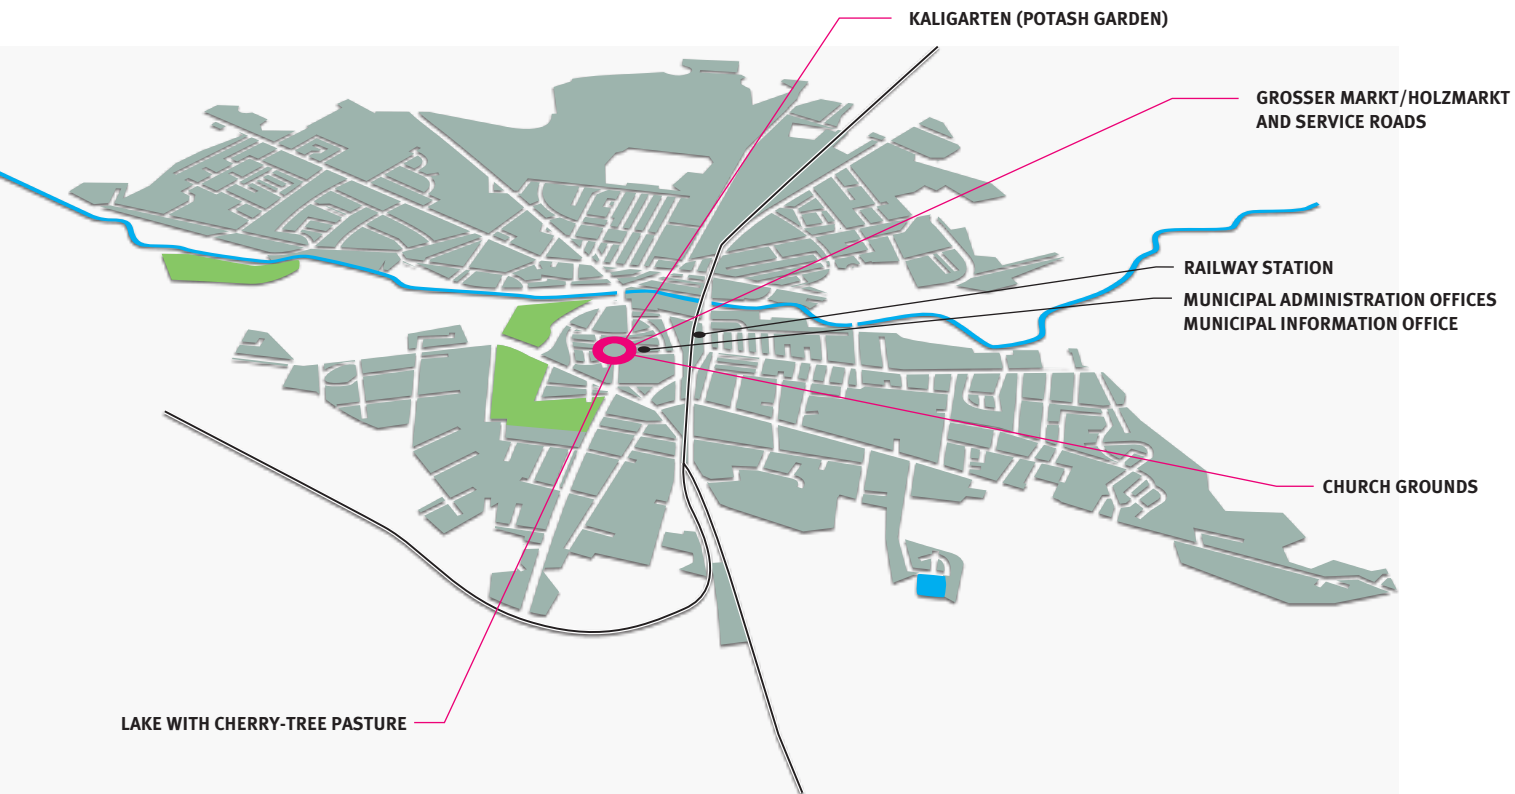 KALIGARTEN (POTASH GARDEN)
GROSSER MARKT/HOLZMARKT
AND SERVICE ROADS
RAILWAY STATION
MUNICIPAL ADMINISTRATION OFFICES
MUNICIPAL INFORMATION OFFICE
CHURCH GROUNDS
LAKE WITH CHERRY-TREE PASTURE